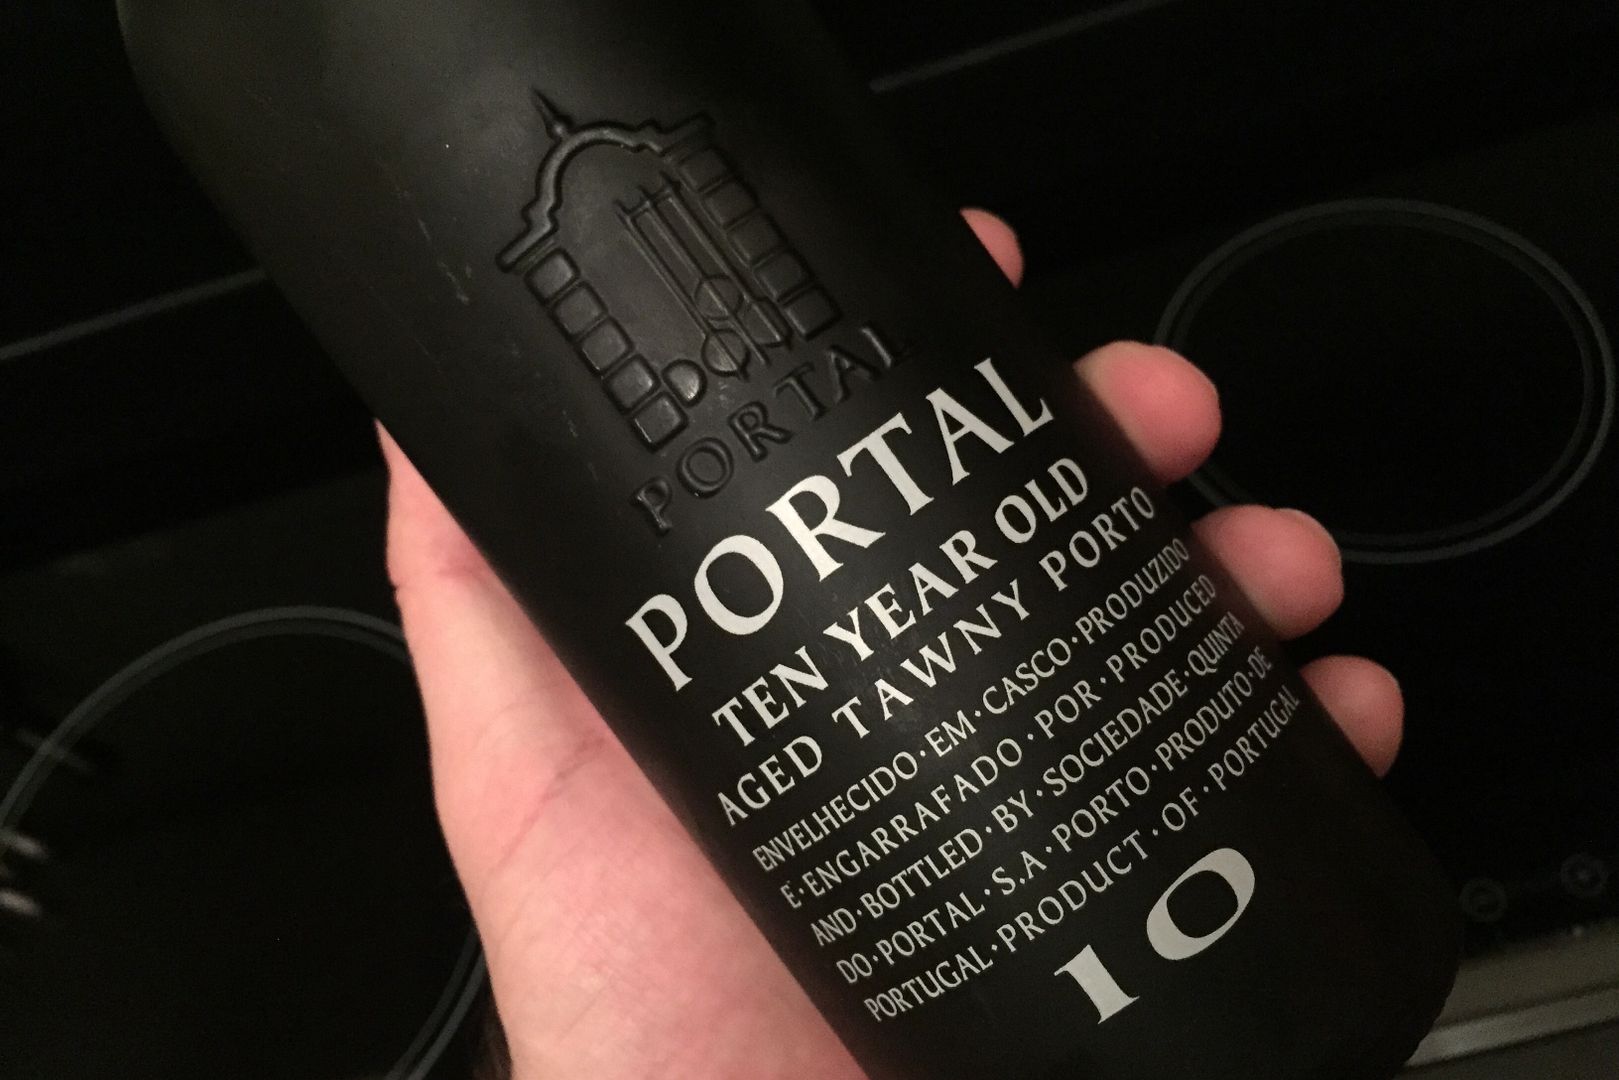 PORTAL
PORTAL
TEN YEAR OLD
AGED TAWNY PORTO
ENVELHECIDO·EM·CASCO·PRODUZIDO
E·ENGARRAFADO·POR·PRODUCED
AND·BOTTLED·BY·SOCIEDADE·QUINTA
DO·PORTAL·S.A·PORTO·PRODUTO·DE
PORTUGAL·PRODUCT·OF·PORTUGAL
10